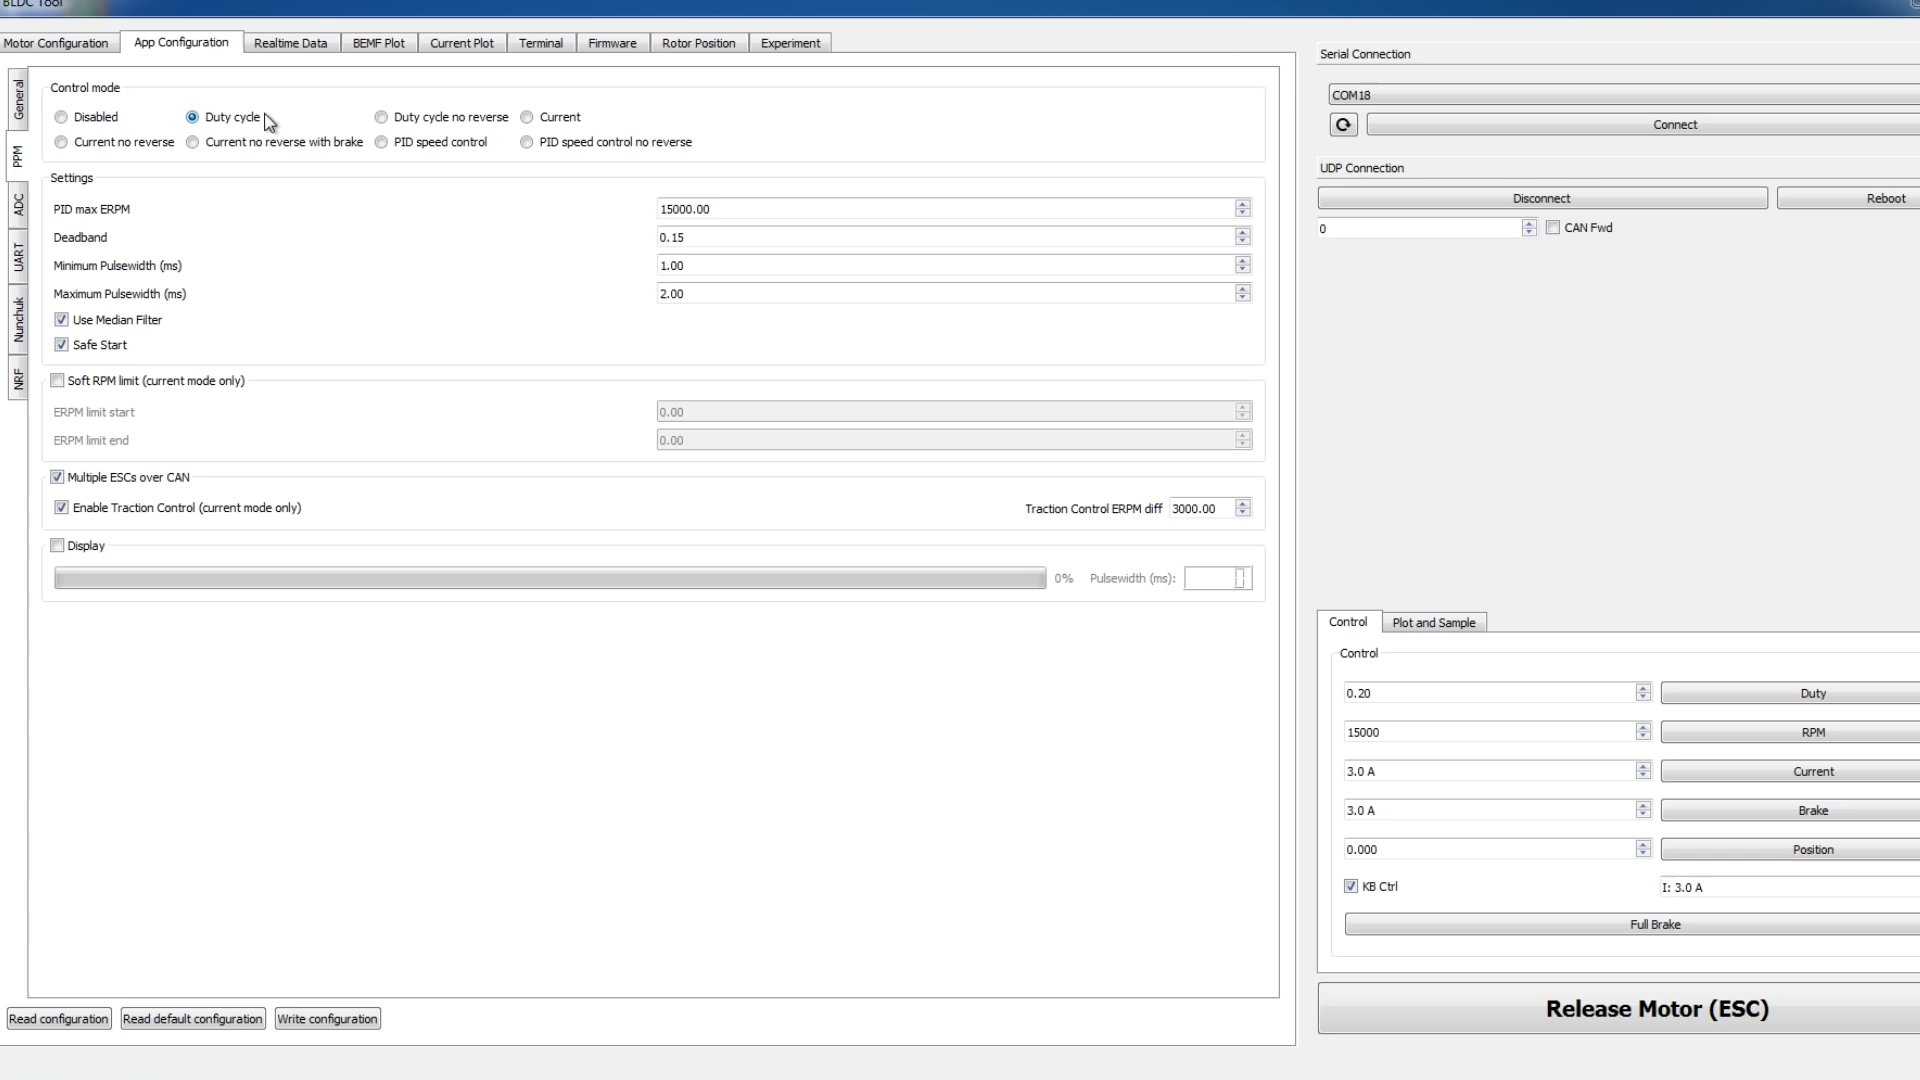 BLDC Tool
Motor Configuration App Configuration Realtime Data BEMF Plot Current Plot Terminal Firmware Rotor Position Experiment
General
PPM
ADC
UART
Nunchuk
NRF
Control mode
Disabled Duty cycle Duty cycle no reverse Current
Current no reverse Current no reverse with brake PID speed control PID speed control no reverse
Settings
PID max ERPM 15000.00
Deadband 0.15
Minimum Pulsewidth (ms) 1.00
Maximum Pulsewidth (ms) 2.00
Use Median Filter
Safe Start
Soft RPM limit (current mode only)
ERPM limit start 0.00
ERPM limit end 0.00
Multiple ESCs over CAN
Enable Traction Control (current mode only) Traction Control ERPM diff 3000.00
Display
0% Pulsewidth (ms): 0
Read configuration Read default configuration Write configuration
Serial Connection
COM18
Connect
UDP Connection
Disconnect Reboot
0 CAN Fwd
Control Plot and Sample
Control
0.20 Duty
15000 RPM
3.0 A Current
3.0 A Brake
0.000 Position
KB Ctrl I: 3.0 A
Full Brake
Release Motor (ESC)